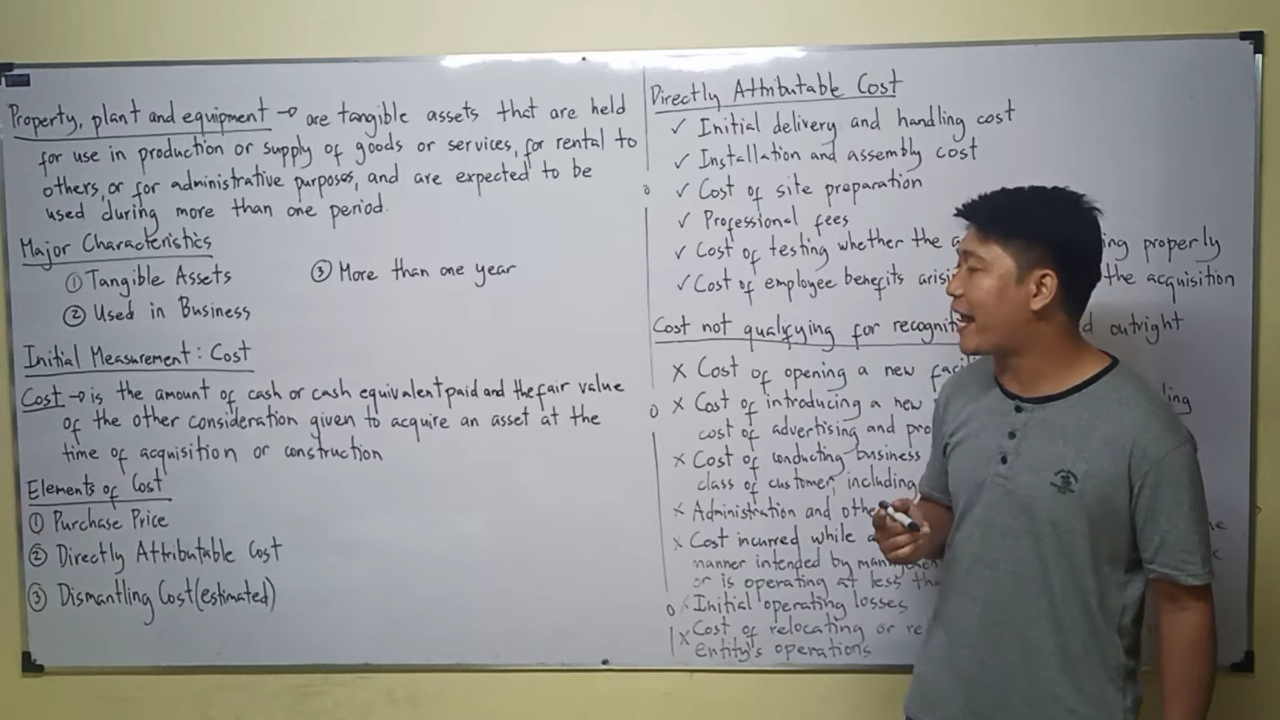 Property, plant and equipment → are tangible assets that are held
for use in production or supply of goods or services, for rental to
others, or for administrative purposes, and are expected to be
used during more than one period.
Major Characteristics
① Tangible Assets
③ More than one year
② Used in Business
Initial Measurement: Cost
Cost → is the amount of cash or cash equivalent paid and the fair value
of the other consideration given to acquire an asset at the
time of acquisition or construction
Elements of Cost
① Purchase Price
② Directly Attributable Cost
③ Dismantling Cost (estimated)
Directly Attributable Cost
✓ Initial delivery and handling cost
✓ Installation and assembly cost
✓ Cost of site preparation
✓ Professional fees
✓ Cost of testing whether the ing properly
✓ Cost of employee benefits the acquisition
Cost not qualifying for outright
x Cost of opening a new
x Cost of introducing a new
cost of advertising and
x Cost of conducting business
class of customer, including
x Administration and
x Cost incurred while
manner intended by
or is operating at less
x Initial operating losses
x Cost of relocating or
entity's operations